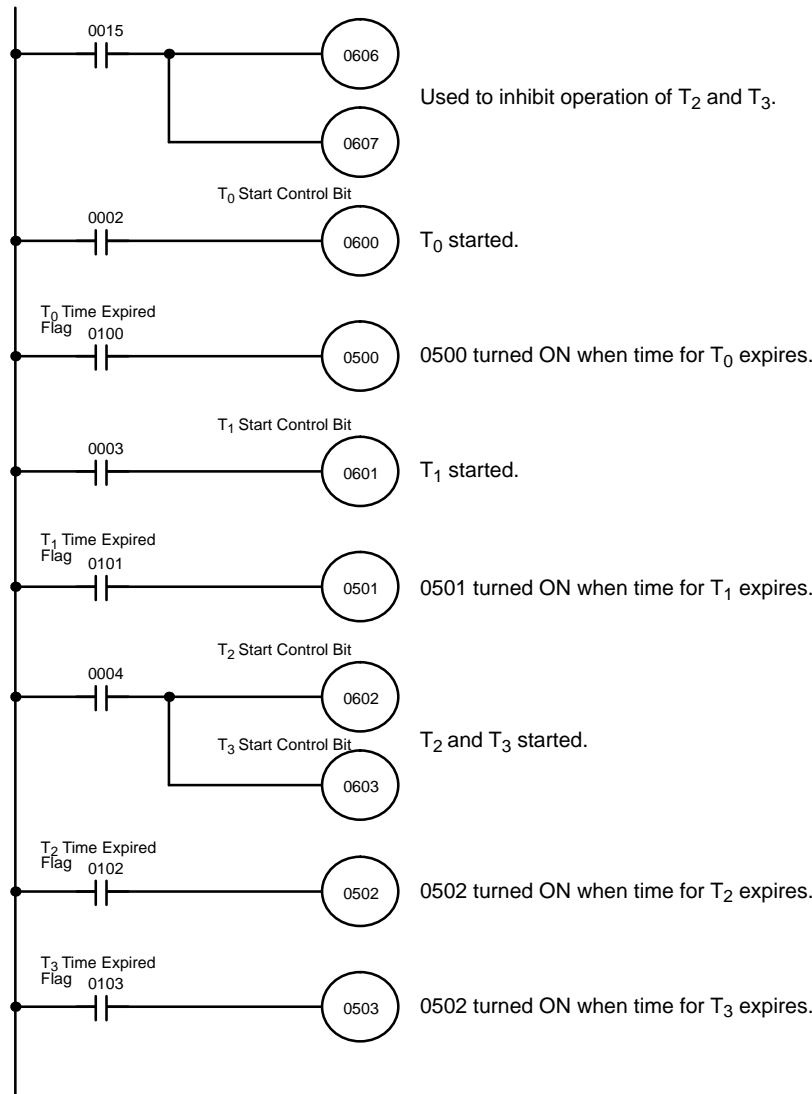 0015
0606
Used to inhibit operation of T2 and T3.
0607
T0 Start Control Bit
0002
0600
T0 started.
T0 Time Expired
Flag
0100
0500
0500 turned ON when time for T0 expires.
T1 Start Control Bit
0003
0601
T1 started.
T1 Time Expired
Flag
0101
0501
0501 turned ON when time for T1 expires.
T2 Start Control Bit
0004
0602
T3 Start Control Bit
T2 and T3 started.
0603
T2 Time Expired
Flag
0102
0502
0502 turned ON when time for T2 expires.
T3 Time Expired
Flag
0103
0503
0502 turned ON when time for T3 expires.